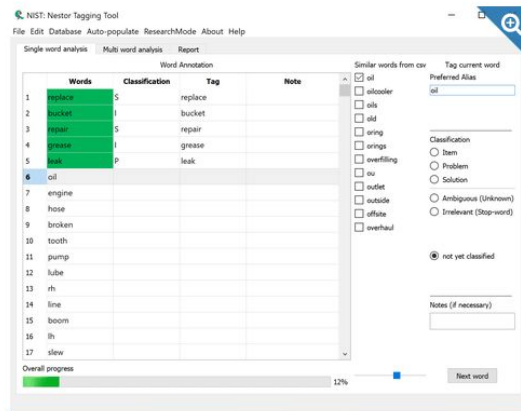 NIST: Nestor Tagging Tool
File Edit Database Auto-populate ResearchMode About Help
Single word analysis Multi word analysis Report
Word Annotation
Words Classification Tag Note
1 replace S replace
2 bucket I bucket
3 repair S repair
4 grease I grease
5 leak P leak
6 oil
7 engine
8 hose
9 broken
10 tooth
11 pump
12 lube
13 rh
14 line
15 boom
16 lh
17 slew
Overall progress
12%
Similar words from csv
oil
oilcooler
oils
old
oring
orings
overfilling
ou
outlet
outside
offsite
overhaul
Tag current word
Preferred Alias
oil
Classification
Item
Problem
Solution
Ambiguous (Unknown)
Irrelevant (Stop-word)
not yet classified
Notes (if necessary)
Next word